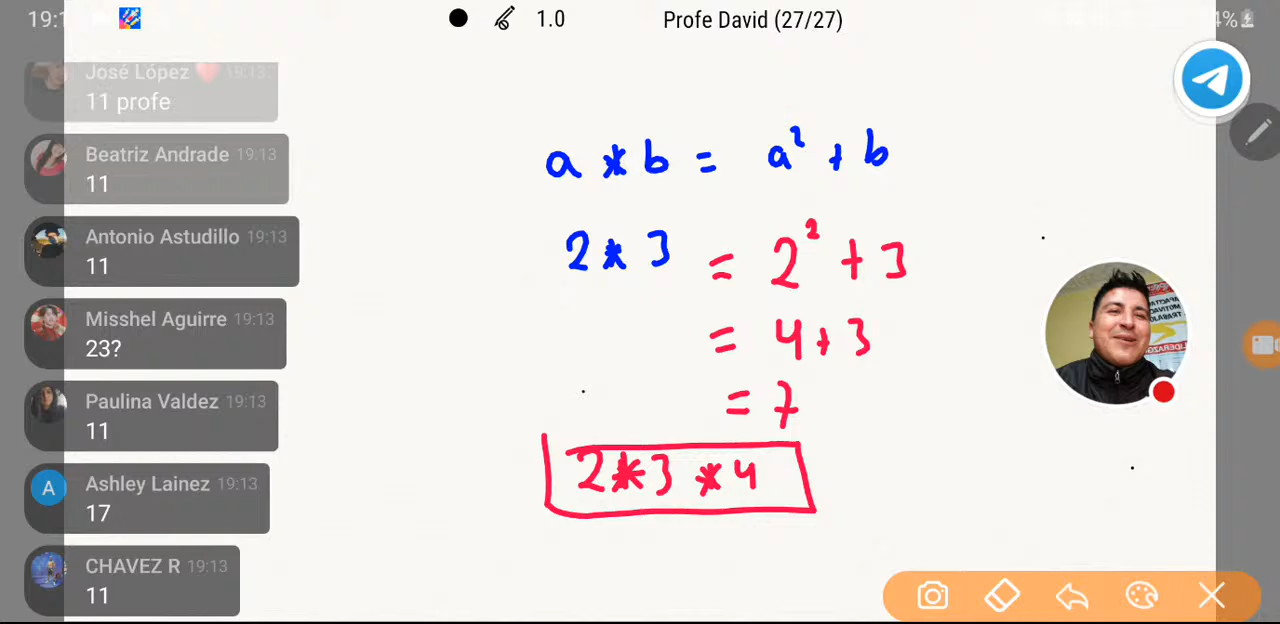 1.0
Profe David (27/27)
José López ❤️ 19:13
11 profe
Beatriz Andrade 19:13
11
Antonio Astudillo 19:13
11
Misshel Aguirre 19:13
23?
Paulina Valdez 19:13
11
A
Ashley Lainez 19:13
17
CHAVEZ R 19:13
11
a * b = a² + b
2 * 3 = 2² + 3
= 4 + 3
= 7
2 * 3 * 4